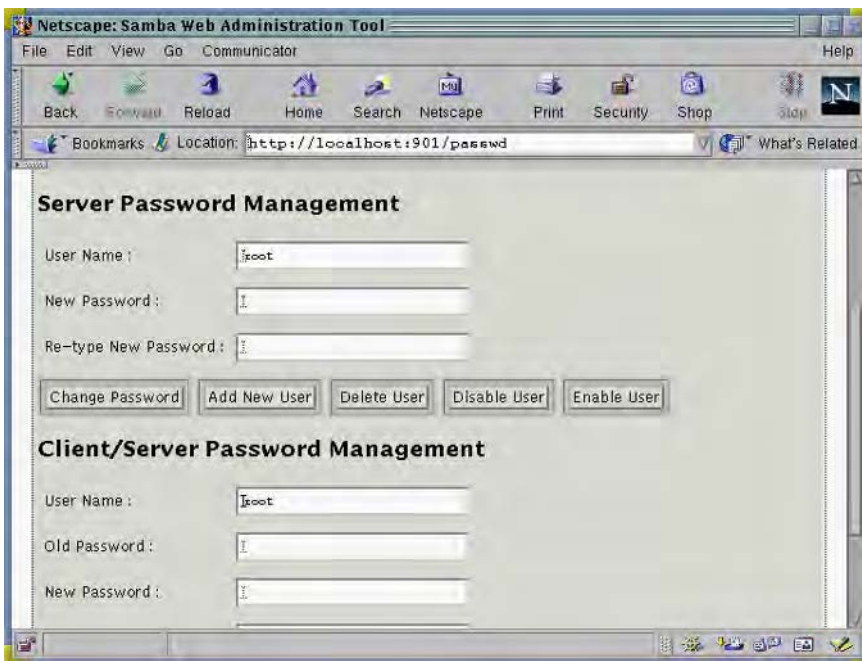 Netscape: Samba Web Administration Tool
File Edit View Go Communicator Help
Back Forward Reload Home Search Netscape Print Security Shop Stop N
My
Bookmarks Location: http://localhost:901/passwd What's Related
Server Password Management
User Name : root
New Password :
Re-type New Password :
Change Password Add New User Delete User Disable User Enable User
Client/Server Password Management
User Name : root
Old Password :
New Password :